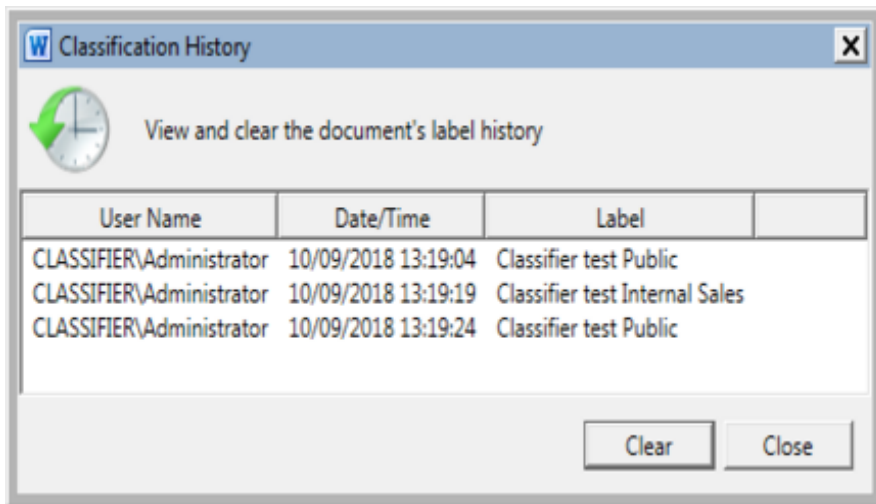 Classification History
View and clear the document's label history
User Name Date/Time Label
CLASSIFIER\Administrator 10/09/2018 13:19:04 Classifier test Public
CLASSIFIER\Administrator 10/09/2018 13:19:19 Classifier test Internal Sales
CLASSIFIER\Administrator 10/09/2018 13:19:24 Classifier test Public
Clear Close